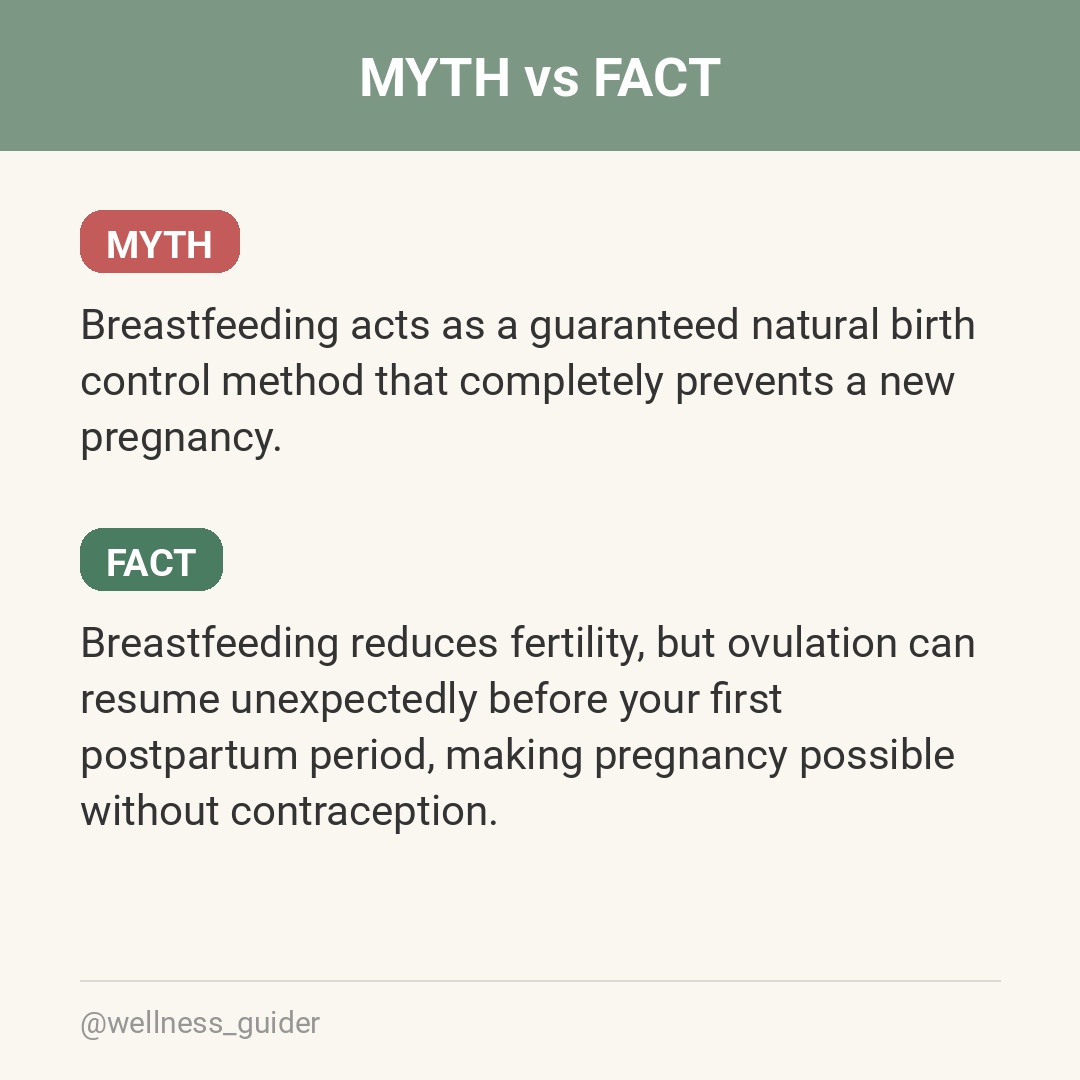 MYTH vs FACT
MYTH
Breastfeeding acts as a guaranteed natural birth
control method that completely prevents a new
pregnancy.
FACT
Breastfeeding reduces fertility, but ovulation can
resume unexpectedly before your first
postpartum period, making pregnancy possible
without contraception.
@wellness_guider